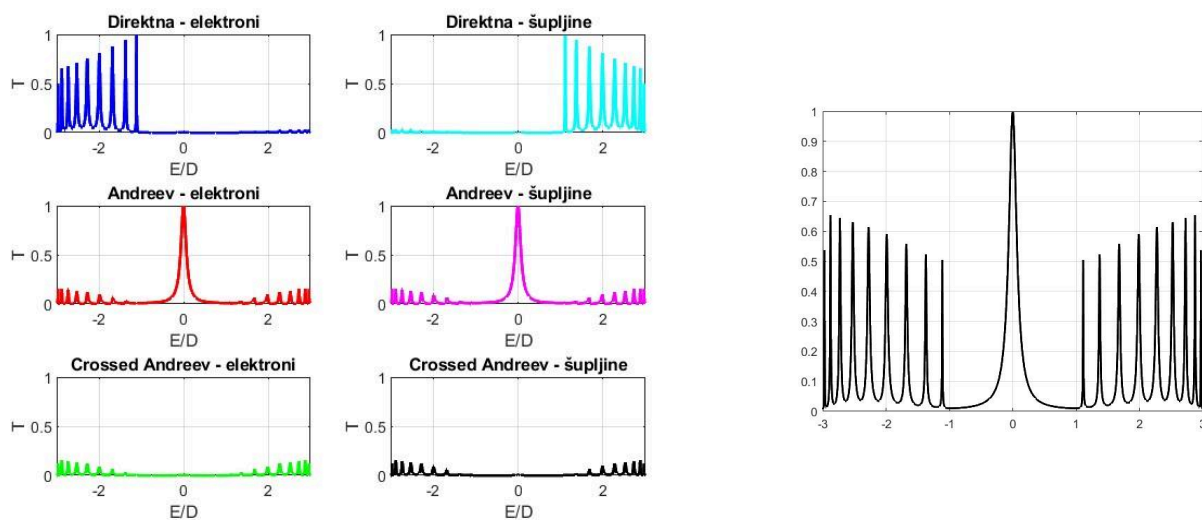 Direktna - elektroni
1
0.5
0
T
-2 0 2
E/D
Direktna - šupljine
1
0.5
0
T
-2 0 2
E/D
Andreev - elektroni
1
0.5
0
T
-2 0 2
E/D
Andreev - šupljine
1
0.5
0
T
-2 0 2
E/D
Crossed Andreev - elektroni
1
0.5
0
T
-2 0 2
E/D
Crossed Andreev - šupljine
1
0.5
0
T
-2 0 2
E/D
1
0.9
0.8
0.7
0.6
0.5
0.4
0.3
0.2
0.1
0
-3 -2 -1 0 1 2 3